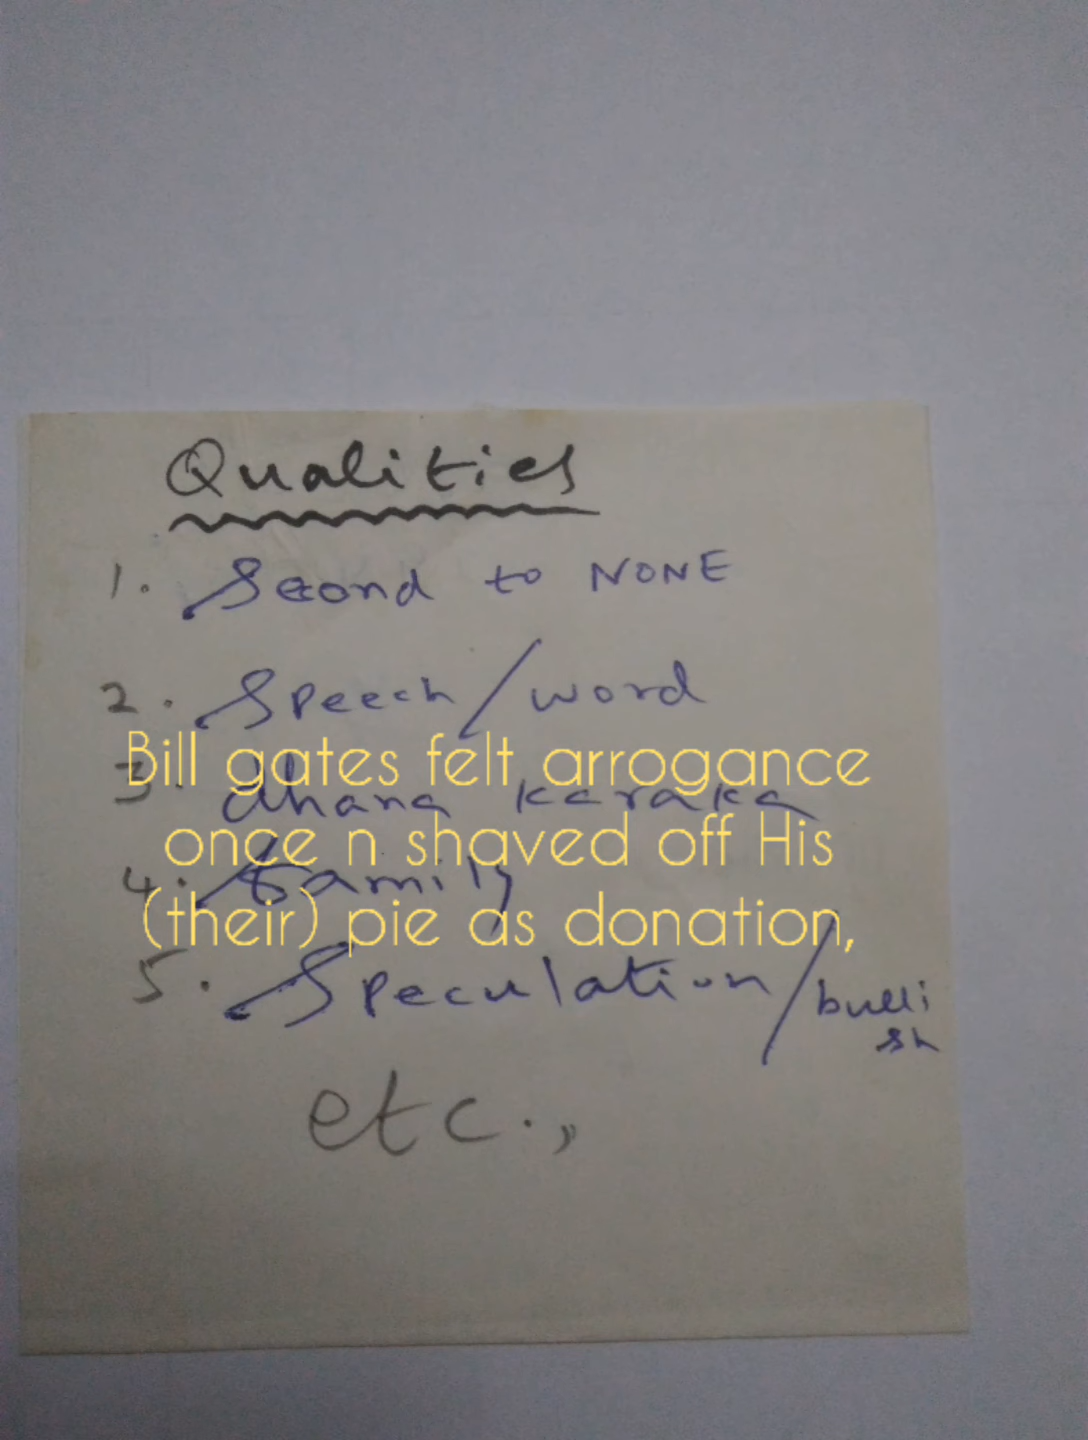 Qualities
1. Second to NONE
2. Speech/word
3. dhana karaka
4. family
5. Speculation/bullish
etc.,
Bill gates felt arrogance
once n shaved off His
(their) pie as donation,